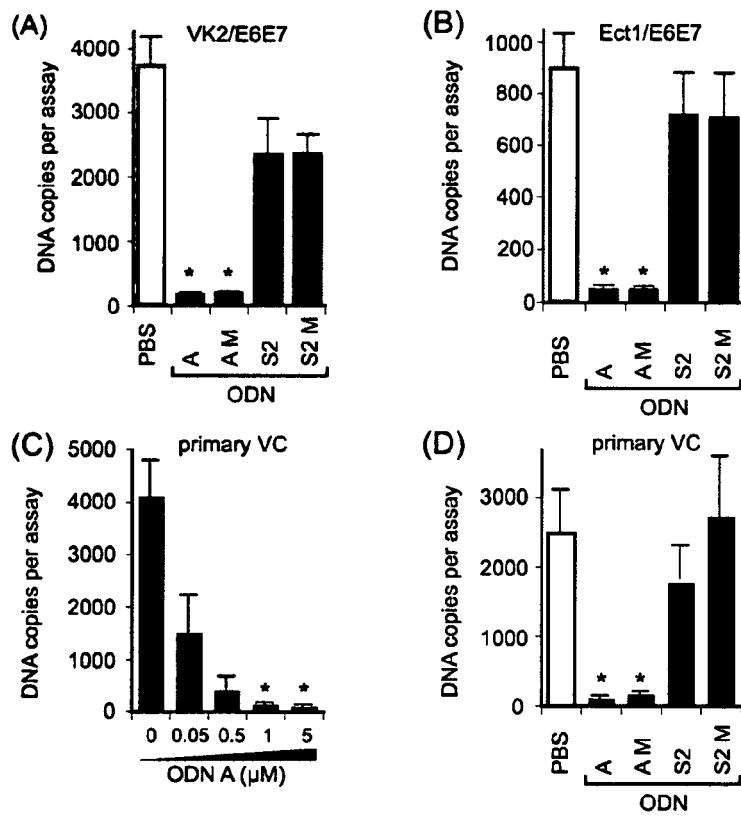 (A)
VK2/E6E7
DNA copies per assay
4000
3000
2000
1000
0
* *
PBS
A
A M
S2
S2 M
ODN
(B)
Ect1/E6E7
DNA copies per assay
1000
800
600
400
200
0
* *
PBS
A
A M
S2
S2 M
ODN
(C)
primary VC
DNA copies per assay
5000
4000
3000
2000
1000
0
* *
0 0.05 0.5 1 5
ODN A (µM)
(D)
primary VC
DNA copies per assay
3000
2000
1000
0
* *
PBS
A
A M
S2
S2 M
ODN